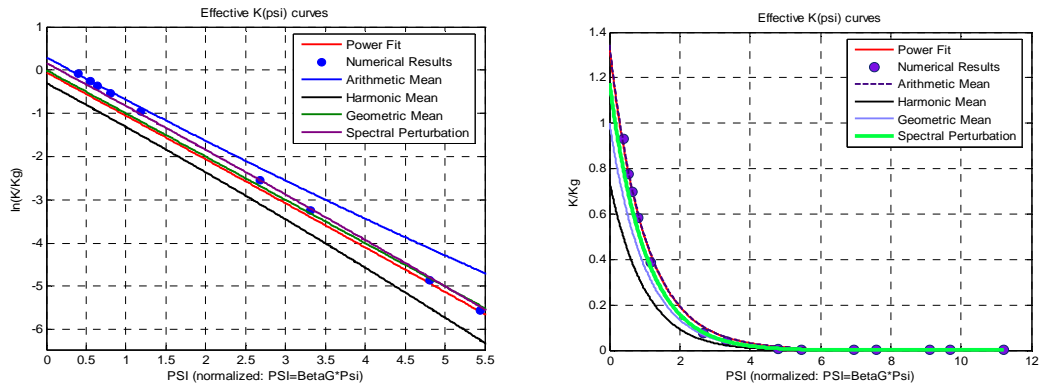 Effective K(psi) curves
1
0
-1
-2
-3
-4
-5
-6
ln(K/Kg)
0 0.5 1 1.5 2 2.5 3 3.5 4 4.5 5 5.5
PSI (normalized: PSI=BetaG*Psi)
Power Fit
Numerical Results
Arithmetic Mean
Harmonic Mean
Geometric Mean
Spectral Perturbation
Effective K(psi) curves
1.4
1.2
1
0.8
0.6
0.4
0.2
0
K/Kg
0 2 4 6 8 10 12
PSI (normalized: PSI=BetaG*Psi)
Power Fit
Numerical Results
Arithmetic Mean
Harmonic Mean
Geometric Mean
Spectral Perturbation